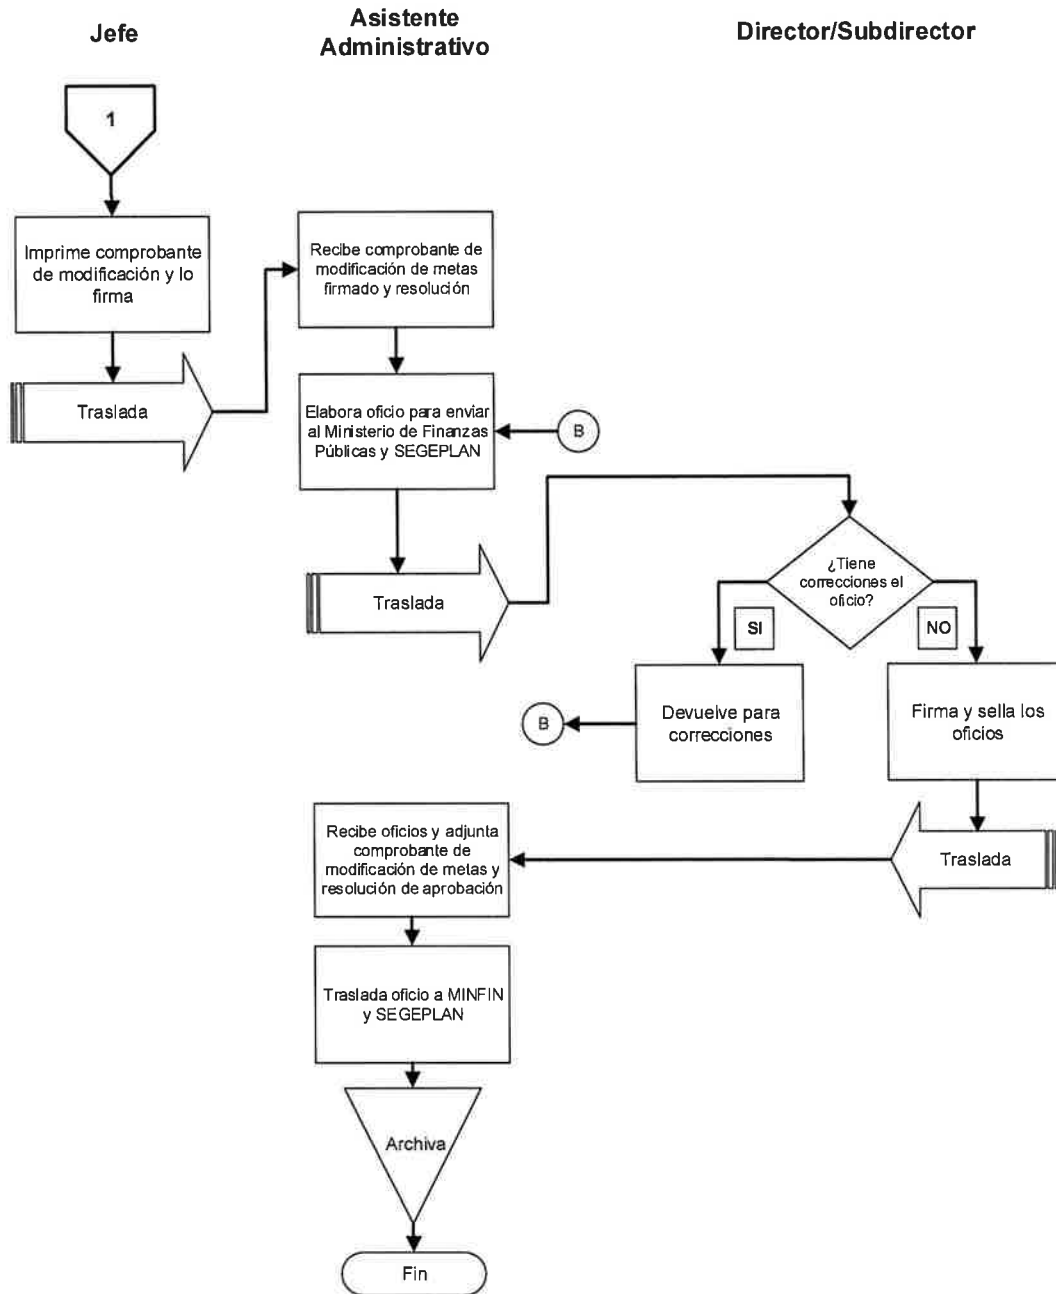 Jefe
Asistente
Administrativo
Director/Subdirector
1
Imprime comprobante
de modificación y lo
firma
Traslada
Recibe comprobante de
modificación de metas
firmado y resolución
Elabora oficio para enviar
al Ministerio de Finanzas
Públicas y SEGEPLAN
B
Traslada
¿Tiene
correcciones el
oficio?
SI
NO
Devuelve para
correcciones
B
Firma y sella los
oficios
Traslada
Recibe oficios y adjunta
comprobante de
modificación de metas y
resolución de aprobación
Traslada oficio a MINFIN
y SEGEPLAN
Archiva
Fin